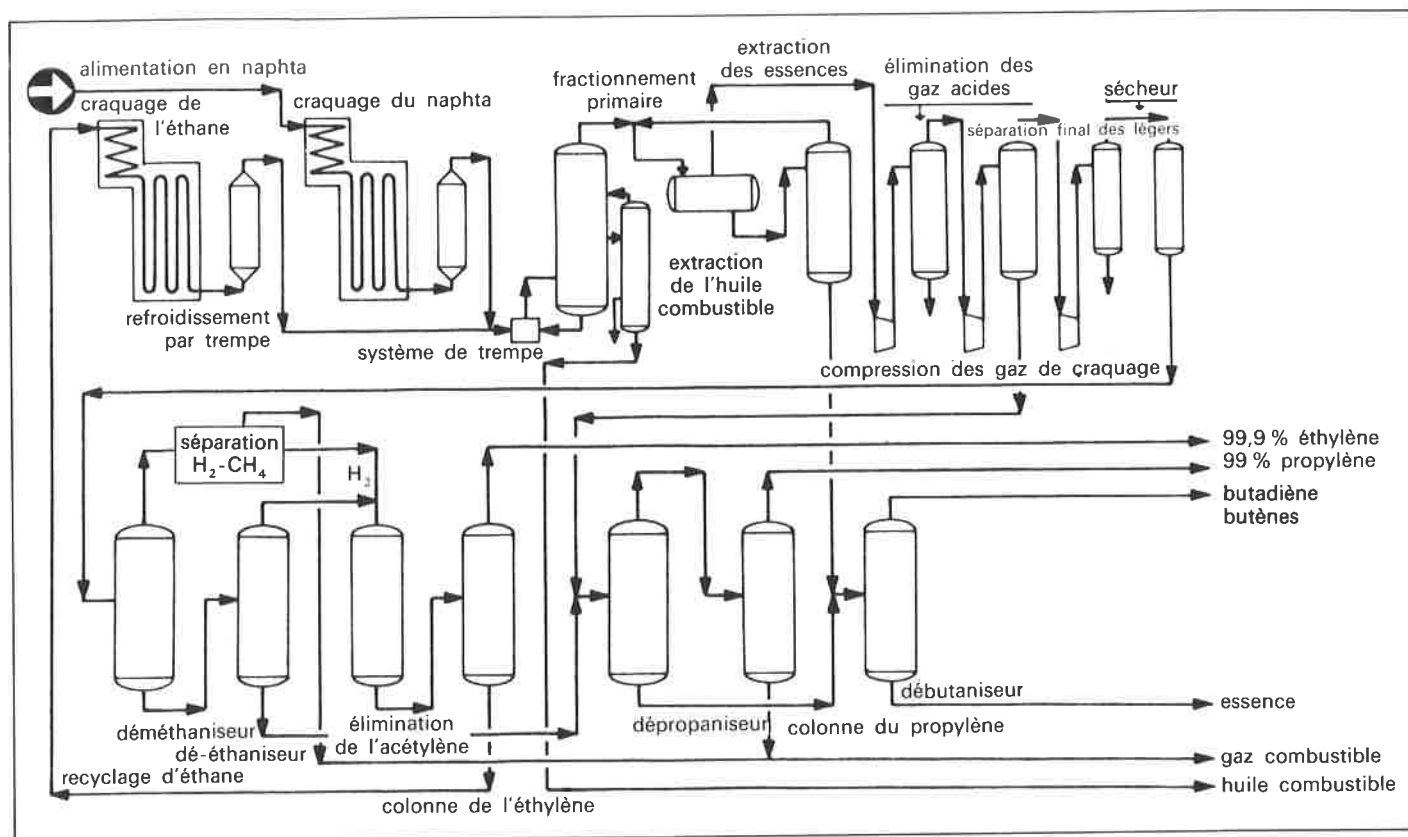 alimentation en naphta
craquage de
l'éthane
craquage du naphta
fractionnement
primaire
extraction
des essences
élimination des
gaz acides
sécheur
séparation final des légers
refroidissement
par trempe
système de trempe
extraction
de l'huile
combustible
compression des gaz de çraquage
séparation
H₂-CH₄
H₂
99,9 % éthylène
99 % propylène
butadiène
butènes
déméthaniseur
dé-éthaniseur
élimination
de l'acétylène
dépropaniseur
colonne du propylène
débutaniseur
essence
gaz combustible
huile combustible
recyclage d'éthane
colonne de l'éthylène